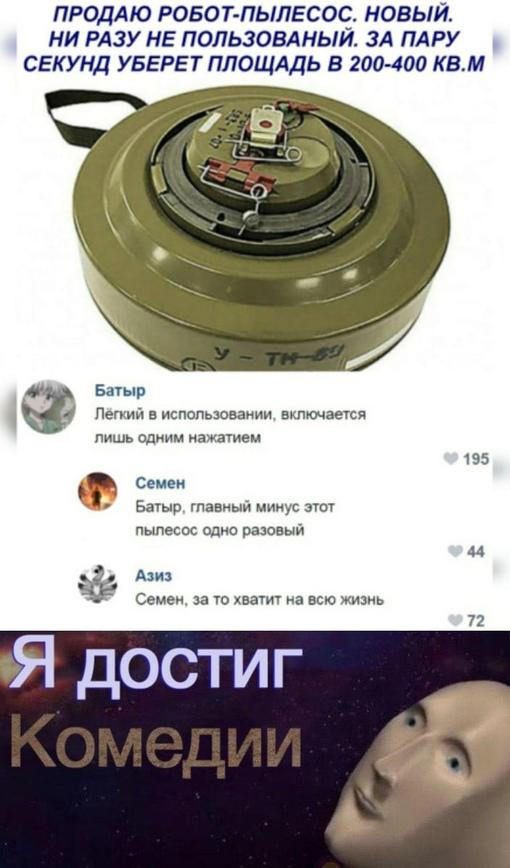 ПРОДАЮ РОБОТ-ПЫЛЕСОС. НОВЫЙ.
НИ РАЗУ НЕ ПОЛЬЗОВАНЫЙ. ЗА ПАРУ
СЕКУНД УБЕРЕТ ПЛОЩАДЬ В 200-400 КВ.М
У - ТМ-89
Батыр
Лёгкий в использовании, включается
лишь одним нажатием
195
Семен
Батыр, главный минус этот
пылесос одно разовый
44
Азиз
Семен, за то хватит на всю жизнь
72
Я достиг
Комедии